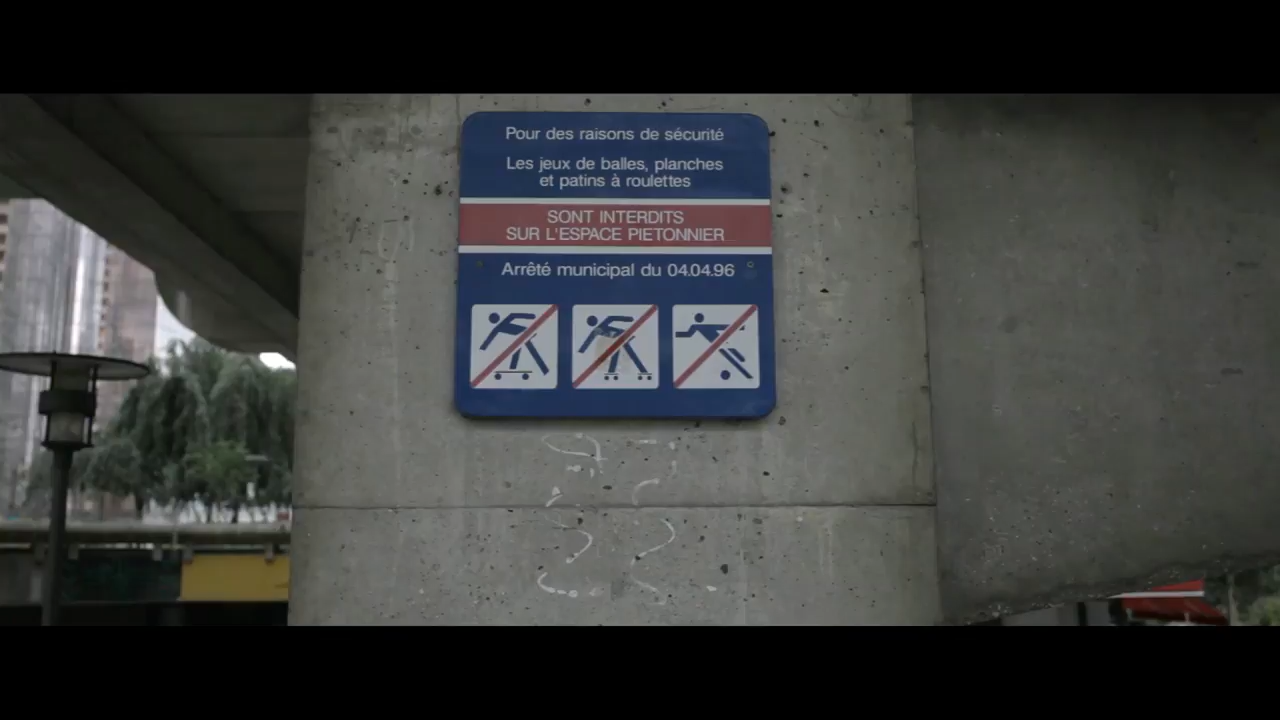 Pour des raisons de sécurité
Les jeux de balles, planches
et patins à roulettes
SONT INTERDITS
SUR L'ESPACE PIETONNIER
Arrêté municipal du 04.04.96